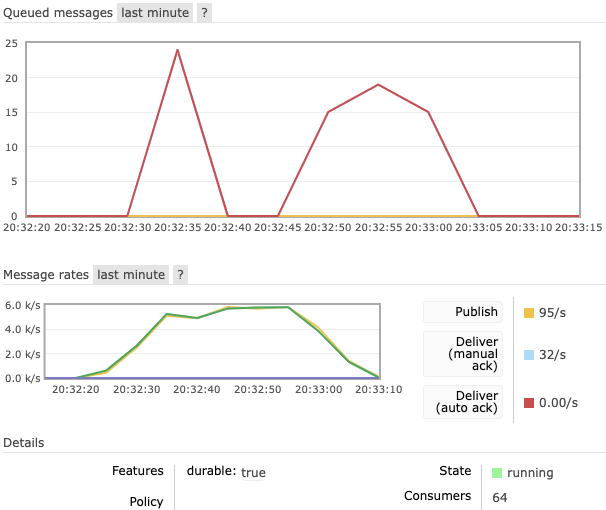 Queued messages last minute ?
25
20
15
10
5
0
20:32:20 20:32:25 20:32:30 20:32:35 20:32:40 20:32:45 20:32:50 20:32:55 20:33:00 20:33:05 20:33:10 20:33:15
Message rates last minute ?
6.0 k/s
4.0 k/s
2.0 k/s
0.0 k/s
20:32:20 20:32:30 20:32:40 20:32:50 20:33:00 20:33:10
Publish 95/s
Deliver
(manual 32/s
ack)
Deliver
(auto ack) 0.00/s
Details
Features durable: true
Policy
State running
Consumers 64